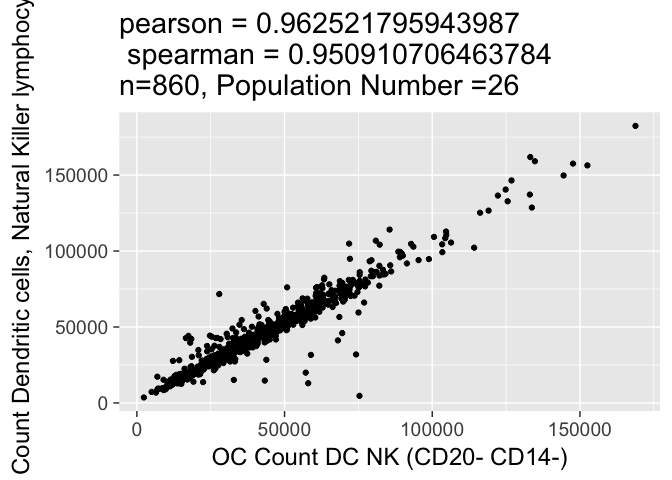 pearson = 0.962521795943987
spearman = 0.950910706463784
n=860, Population Number =26
Count Dendritic cells, Natural Killer
150000
100000
50000
0
0 50000 100000 150000
OC Count DC NK (CD20- CD14-)